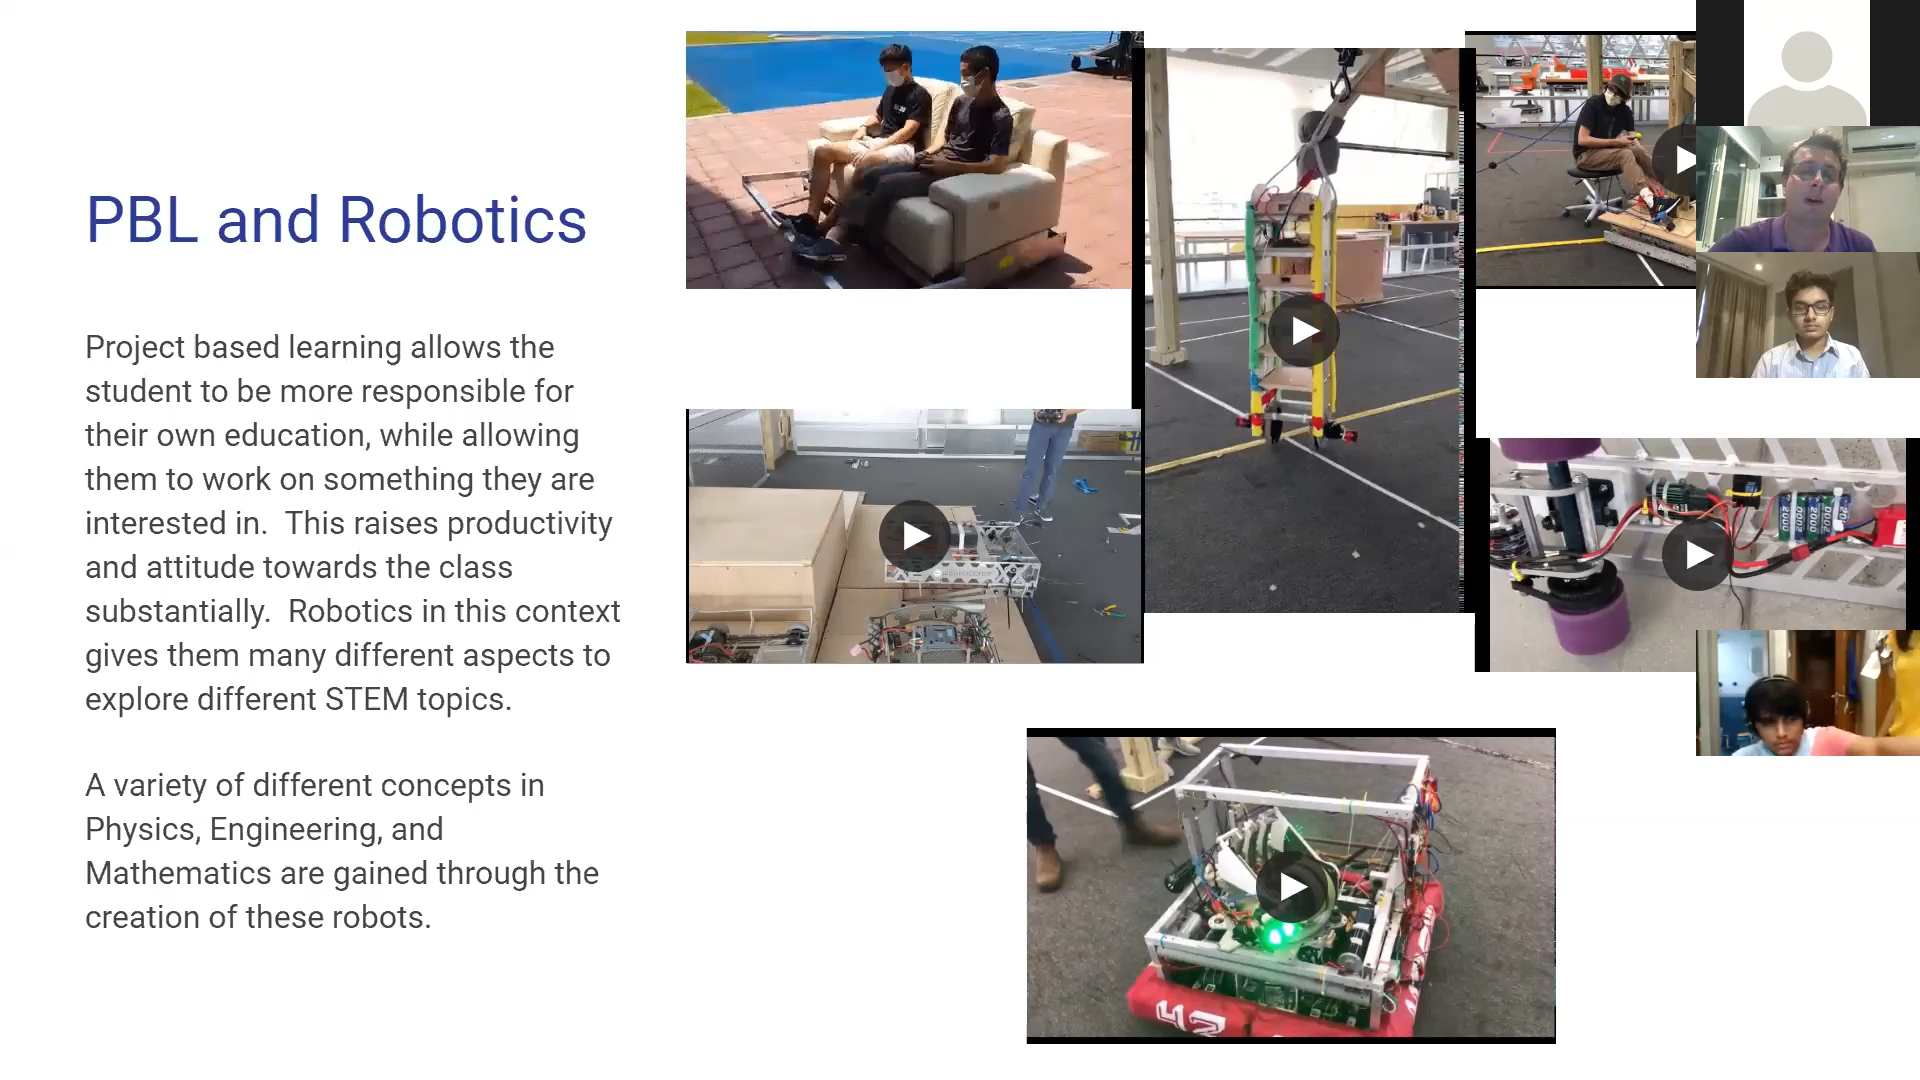 PBL and Robotics
Project based learning allows the
student to be more responsible for
their own education, while allowing
them to work on something they are
interested in.  This raises productivity
and attitude towards the class
substantially.  Robotics in this context
gives them many different aspects to
explore different STEM topics.
A variety of different concepts in
Physics, Engineering, and
Mathematics are gained through the
creation of these robots.
2000
2000
2000